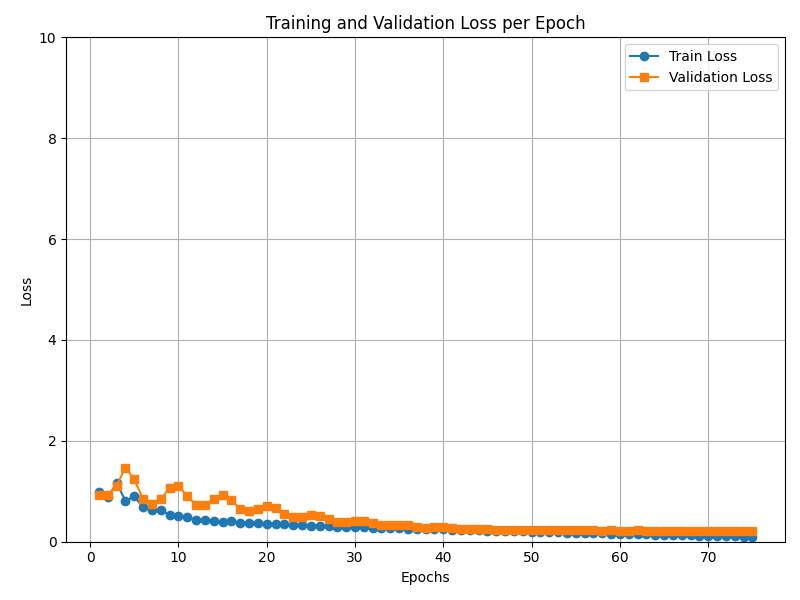 Training and Validation Loss per Epoch
10
8
6
4
2
0
Loss
Train Loss
Validation Loss
0 10 20 30 40 50 60 70
Epochs